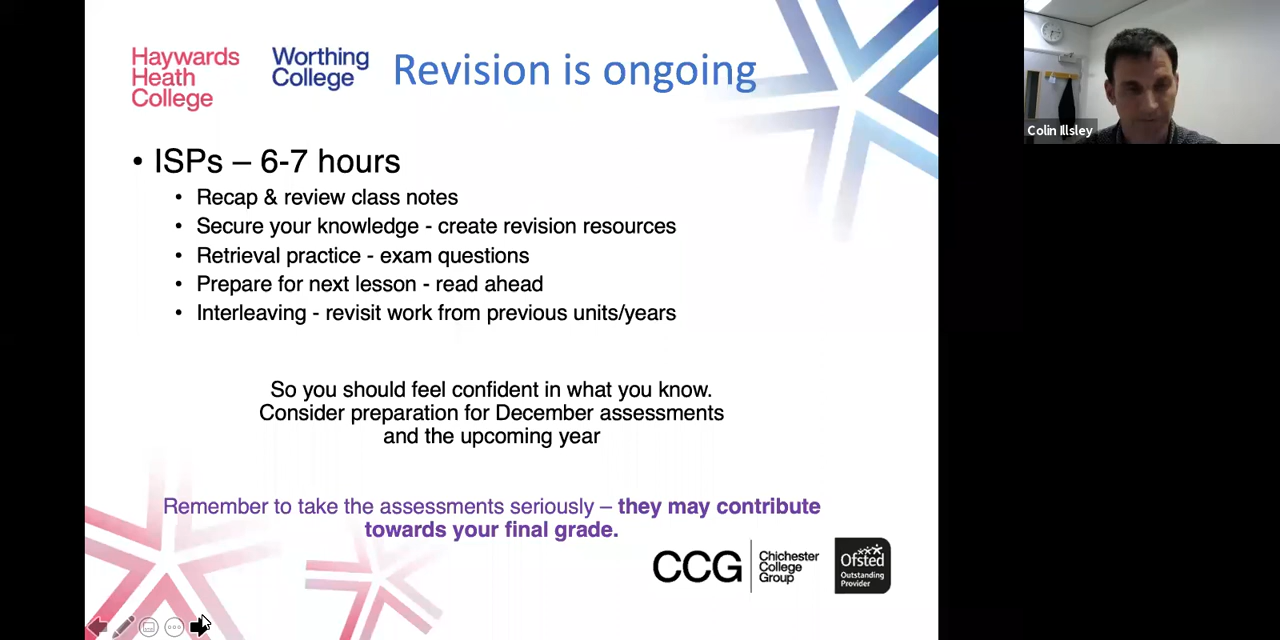 Haywards
Heath
College
Worthing
College
Revision is ongoing
• ISPs – 6-7 hours
• Recap & review class notes
• Secure your knowledge - create revision resources
• Retrieval practice - exam questions
• Prepare for next lesson - read ahead
• Interleaving - revisit work from previous units/years
So you should feel confident in what you know.
Consider preparation for December assessments
and the upcoming year
Remember to take the assessments seriously – they may contribute
towards your final grade.
CCG
Chichester
College
Group
Ofsted
Outstanding
Provider
Colin Illsley